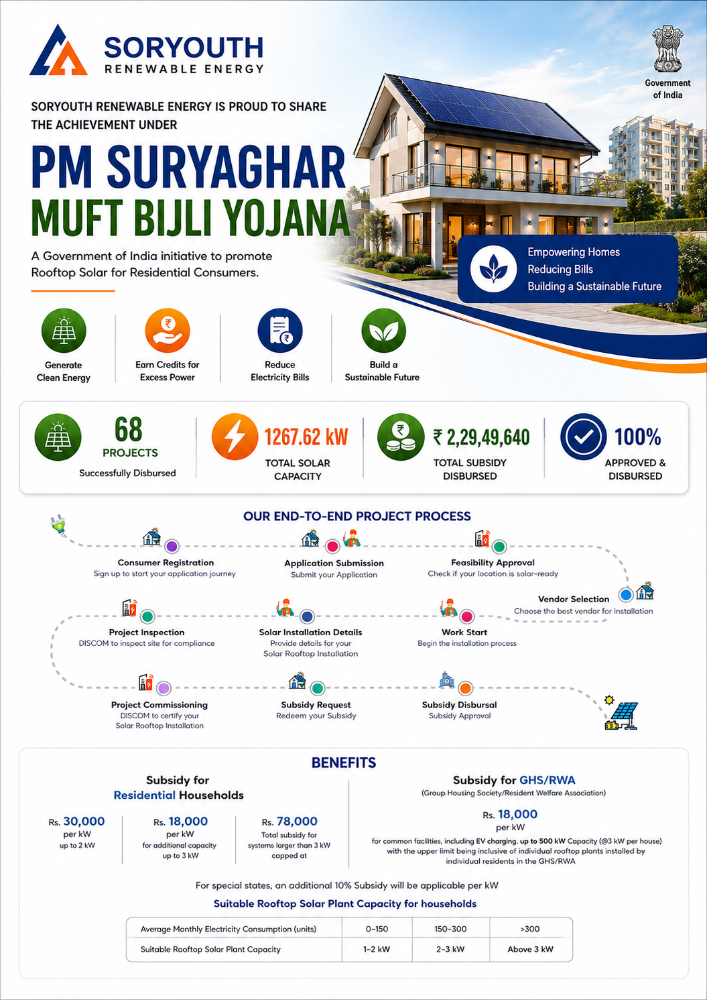 SORYOUTH
RENEWABLE ENERGY
Government
of India
SORYOUTH RENEWABLE ENERGY IS PROUD TO SHARE
THE ACHIEVEMENT UNDER
PM SURYAGHAR
MUFT BIJLI YOJANA
A Government of India initiative to promote
Rooftop Solar for Residential Consumers.
Empowering Homes
Reducing Bills
Building a Sustainable Future
Generate
Clean Energy
Earn Credits for
Excess Power
Reduce
Electricity Bills
Build a
Sustainable Future
68
PROJECTS
Successfully Disbursed
1267.62 kW
TOTAL SOLAR
CAPACITY
₹ 2,29,49,640
TOTAL SUBSIDY
DISBURSED
100%
APPROVED &
DISBURSED
OUR END-TO-END PROJECT PROCESS
Consumer Registration
Sign up to start your application journey
Application Submission
Submit your Application
Feasibility Approval
Check if your location is solar-ready
Vendor Selection
Choose the best vendor for installation
Project Inspection
DISCOM to inspect site for compliance
Solar Installation Details
Provide details for your
Solar Rooftop Installation
Work Start
Begin the installation process
Project Commissioning
DISCOM to certify your
Solar Rooftop Installation
Subsidy Request
Redeem your Subsidy
Subsidy Disbursal
Subsidy Approval
BENEFITS
Subsidy for
Residential Households
Rs. 30,000
per kW
up to 2 kW
Rs. 18,000
per kW
for additional capacity
up to 3 kW
Rs. 78,000
Total subsidy for
systems larger than 3 kW
capped at
Subsidy for GHS/RWA
(Group Housing Society/Resident Welfare Association)
Rs. 18,000
per kW
for common facilities, including EV charging, up to 500 kW Capacity (@3 kW per house)
with the upper limit being inclusive of individual rooftop plants installed by
individual residents in the GHS/RWA
For special states, an additional 10% Subsidy will be applicable per kW
Suitable Rooftop Solar Plant Capacity for households
Average Monthly Electricity Consumption (units) 0–150 150–300 >300
Suitable Rooftop Solar Plant Capacity 1–2 kW 2–3 kW Above 3 kW